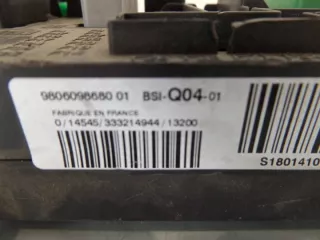 9806098680 01 BSI-Q04-01
FABRIQUE EN FRANCE
0/14545/333214944/13200
S1801410